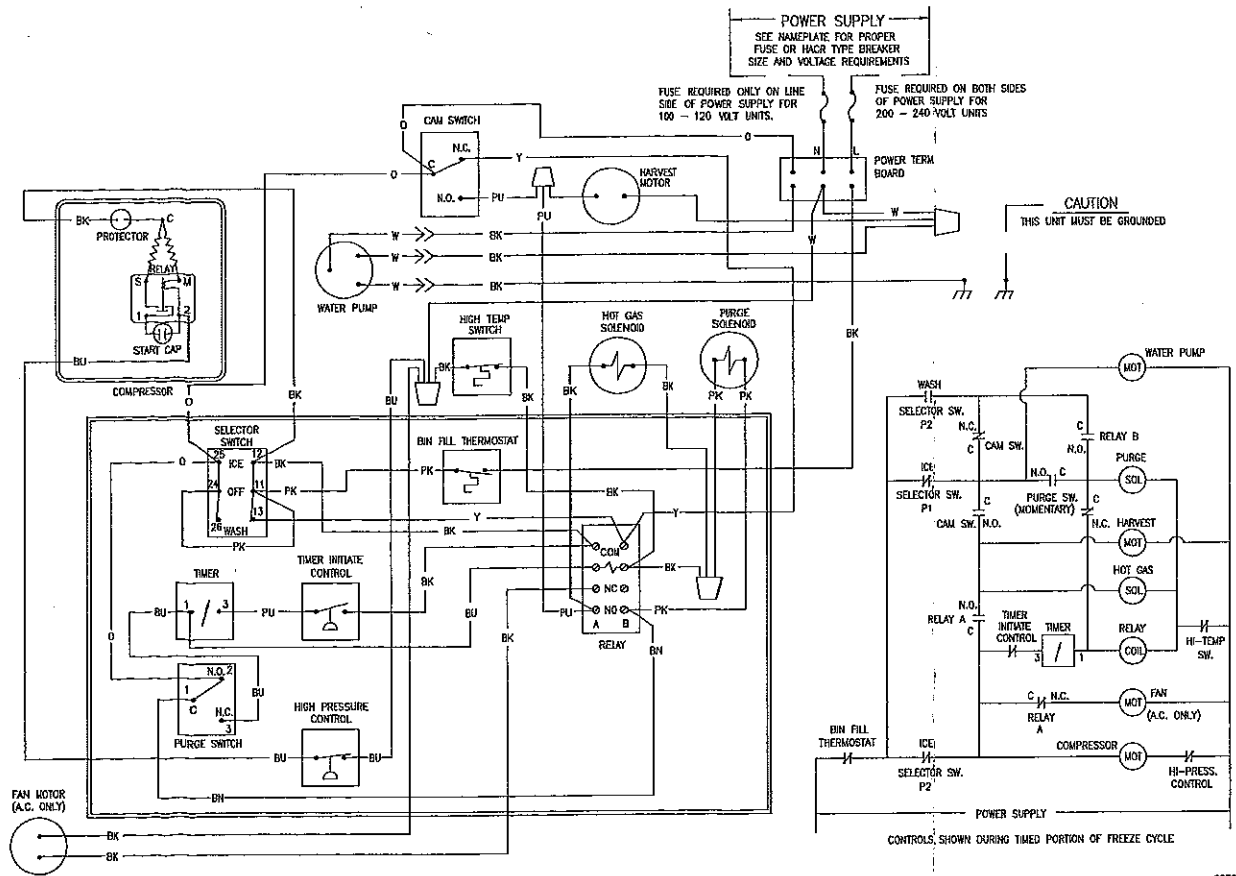 POWER SUPPLY
SEE NAMEPLATE FOR PROPER
FUSE OR HACR TYPE BREAKER
SIZE AND VOLTAGE REQUIREMENTS
FUSE REQUIRED ONLY ON LINE
SIDE OF POWER SUPPLY FOR
100 – 120 VOLT UNITS.
FUSE REQUIRED ON BOTH SIDES
OF POWER SUPPLY FOR
200 – 240 VOLT UNITS
CAM SWITCH
O
O
N
L
N.C.
C
Y
O
POWER TERM
BOARD
HARVEST
MOTOR
N.O.
PU
PU
W
W
CAUTION
THIS UNIT MUST BE GROUNDED
BK
PROTECTOR
C
RELAY
S
M
1
2
START CAP
BU
COMPRESSOR
W
BK
W
BK
W
BK
WATER PUMP
HIGH TEMP
SWITCH
HOT GAS
SOLENOID
PURGE
SOLENOID
BK
BK
BU
BK
BK
BK
PK
PK
O
BK
SELECTOR
SWITCH
25
ICE
12
BK
O
24
OFF
11
PK
26
WASH
13
PK
BIN FILL THERMOSTAT
PK
BK
Y
BK
Y
COM
BK
NC
PU
NO
PK
A
B
RELAY
BN
TIMER
BU
1
3
PU
TIMER INITIATE
CONTROL
BK
BU
BK
O
N.O.
2
1
C
N.C.
3
BU
PURGE SWITCH
HIGH PRESSURE
CONTROL
BU
BU
BN
FAN MOTOR
(A.C. ONLY)
BK
BK
WATER PUMP
MOT
WASH
SELECTOR SW.
P2
N.C.
C
CAM SW.
C
N.O.
RELAY B
ICE
SELECTOR SW.
P1
N.O.
C
PURGE SW.
(MOMENTARY)
PURGE
SOL
C
CAM SW.
N.O.
C
N.C.
HARVEST
MOT
HOT GAS
SOL
N.O.
RELAY A
C
TIMER
INITIATE
CONTROL
TIMER
3
1
RELAY
COIL
HI-TEMP
SW.
C
N.C.
RELAY
A
MOT
FAN
(A.C. ONLY)
BIN FILL
THERMOSTAT
ICE
SELECTOR SW.
P2
COMPRESSOR
MOT
HI-PRESS.
CONTROL
POWER SUPPLY
CONTROLS SHOWN DURING TIMED PORTION OF FREEZE CYCLE